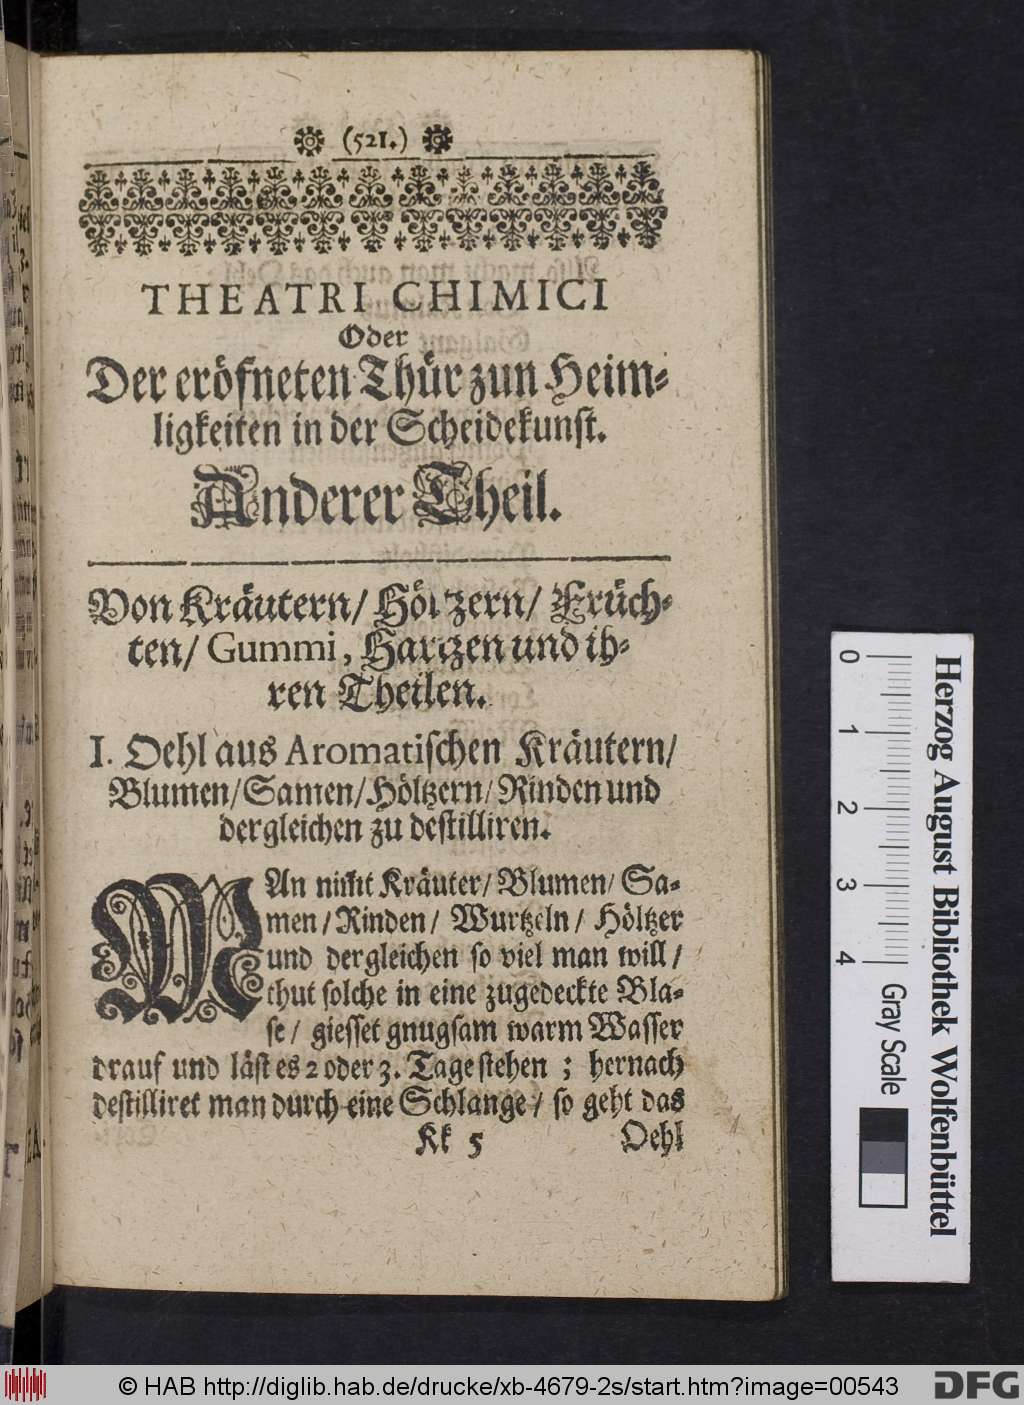 (521.)
THEATRI CHIMICI
Oder
Der eröfneten Thür zun Heim-
ligkeiten in der Scheidekunst.
Anderer Theil.
Von Kräutern/ Höltzern/ Früch-
ten/ Gummi, Hartzen und ih-
ren Theilen.
I. Oehl aus Aromatischen Kräutern/
Blumen/ Samen/ Höltzern/ Rinden und
dergleichen zu destilliren.
MAn nimt Kräuter/ Blumen/ Sa-
men/ Rinden/ Wurtzeln/ Höltzer
und dergleichen so viel man will/
thut solche in eine zugedeckte Bla-
se/ giesset gnugsam warm Wasser
drauf und läst es 2 oder 3. Tage stehen; hernach
destilliret man durch eine Schlange/ so geht das
Kk 5 Oehl
0 1 2 3 4 Gray Scale
Herzog August Bibliothek Wolfenbüttel
© HAB http://diglib.hab.de/drucke/xb-4679-2s/start.htm?image=00543
DFG